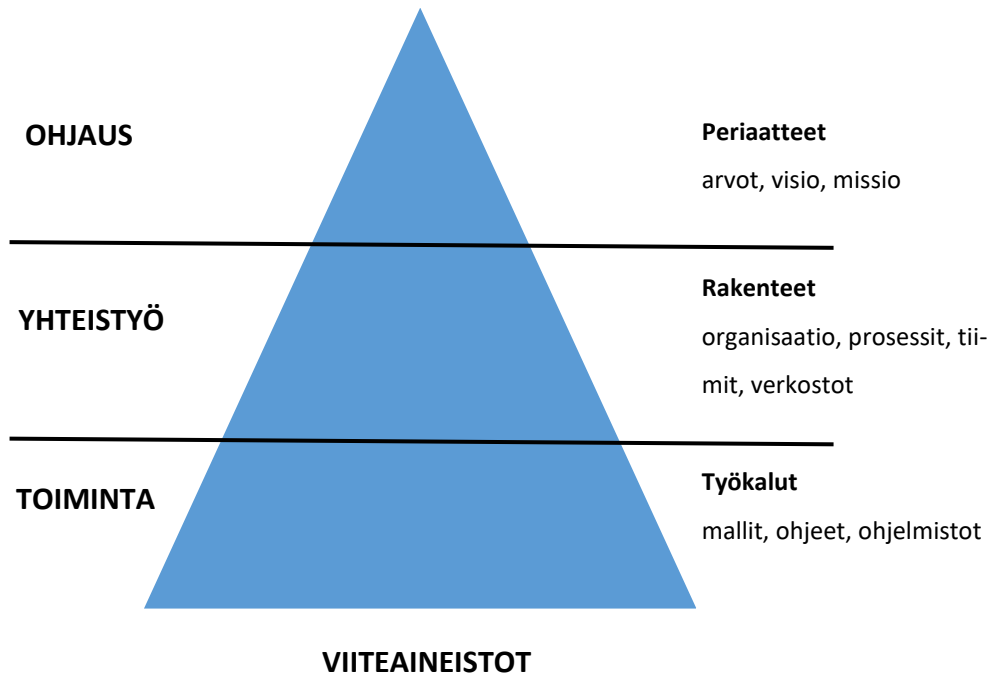 OHJAUS
Periaatteet
arvot, visio, missio
YHTEISTYÖ
Rakenteet
organisaatio, prosessit, tii-
mit, verkostot
TOIMINTA
Työkalut
mallit, ohjeet, ohjelmistot
VIITEAINEISTOT